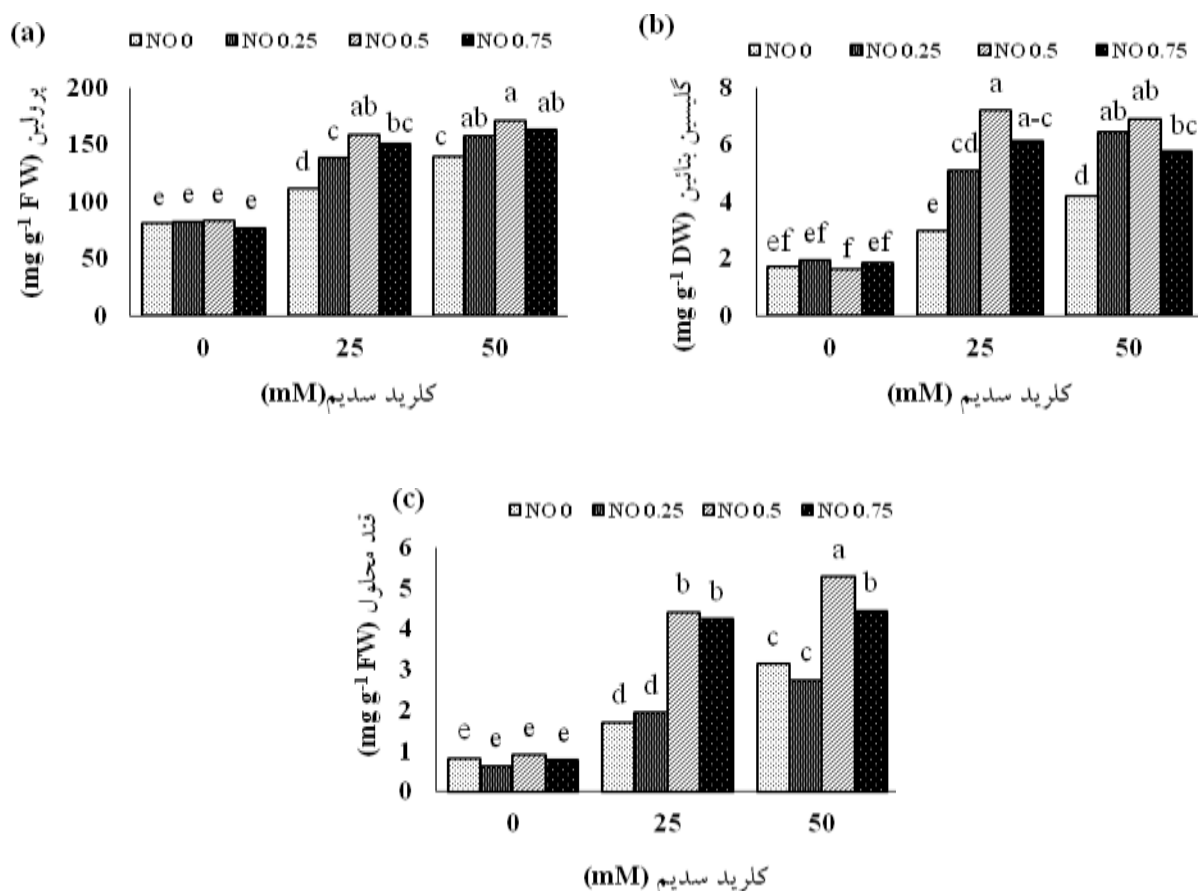 (a)
NO 0 NO 0.25 NO 0.5 NO 0.75
پرولین (mg g-1 F W)
200
150
100
50
0
e e e e
d c ab bc
c ab a ab
0 25 50
کلرید سدیم(mM)
(b)
NO 0 NO 0.25 NO 0.5 NO 0.75
گلیسین بتائین (mg g-1 DW)
8
6
4
2
0
ef ef f ef
e cd a a-c
d ab ab bc
0 25 50
کلرید سدیم (mM)
(c)
NO 0 NO 0.25 NO 0.5 NO 0.75
قند محلول (mg g-1 FW)
6
5
4
3
2
1
0
e e e e
d d b b
c c a b
0 25 50
کلرید سدیم (mM)